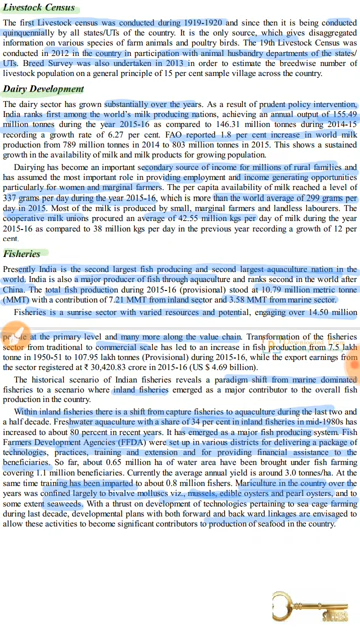 Livestock Census
The first Livestock census was conducted during 1919-1920 and since then it is being conducted
quinquennially by all states/UTs of the country. It is the only source, which gives disaggregated
information on various species of farm animals and poultry birds. The 19th Livestock Census was
conducted in 2012 in the country in participation with animal husbandry departments of the states/
UTs. Breed Survey was also undertaken in 2013 in order to estimate the breedwise number of
livestock population on a general principle of 15 per cent sample village across the country.
Dairy Development
The dairy sector has grown substantially over the years. As a result of prudent policy intervention,
India ranks first among the world's milk producing nations, achieving an annual output of 155.49
million tonnes during the year 2015-16 as compared to 146.31 million tonnes during 2014-15
recording a growth rate of 6.27 per cent. FAO reported 1.8 per cent increase in world milk
production from 789 million tonnes in 2014 to 803 million tonnes in 2015. This shows a sustained
growth in the availability of milk and milk products for growing population.
Dairying has become an important secondary source of income for millions of rural families and
has assumed the most important role in providing employment and income generating opportunities
particularly for women and marginal farmers. The per capita availability of milk reached a level of
337 grams per day during the year 2015-16, which is more than the world average of 299 grams per
day in 2015. Most of the milk is produced by small, marginal farmers and landless labourers. The
cooperative milk unions procured an average of 42.55 million kgs per day of milk during the year
2015-16 as compared to 38 million kgs per day in the previous year recording a growth of 12 per
cent.
Fisheries
Presently India is the second largest fish producing and second largest aquaculture nation in the
world. India is also a major producer of fish through aquaculture and ranks second in the world after
China. The total fish production during 2015-16 (provisional) stood at 10.79 million metric tonne
(MMT) with a contribution of 7.21 MMT from inland sector and 3.58 MMT from marine sector.
Fisheries is a sunrise sector with varied resources and potential, engaging over 14.50 million
at the primary level and many more along the value chain. Transformation of the fisheries
sector from traditional to commercial scale has led to an increase in fish production from 7.5 lakh
tonne in 1950-51 to 107.95 lakh tonnes (Provisional) during 2015-16, while the export earnings from
the sector registered at ₹ 30,420.83 crore in 2015-16 (US $ 4.69 billion).
The historical scenario of Indian fisheries reveals a paradigm shift from marine dominated
fisheries to a scenario where inland fisheries emerged as a major contributor to the overall fish
production in the country.
Within inland fisheries there is a shift from capture fisheries to aquaculture during the last two and
a half decade. Freshwater aquaculture with a share of 34 per cent in inland fisheries in mid-1980s has
increased to about 80 percent in recent years. It has emerged as a major fish producing system. Fish
Farmers Development Agencies (FFDA) were set up in various districts for delivering a package of
technologies, practices, training and extension and for providing financial assistance to the
beneficiaries. So far, about 0.65 million ha of water area have been brought under fish farming
covering 1.1 million beneficiaries. Currently the average annual yield is around 3.0 tonnes/ha. At the
same time training has been imparted to about 0.8 million fishers. Mariculture in the country over the
years was confined largely to bivalve molluscs viz., mussels, edible oysters and pearl oysters, and to
some extent seaweeds. With a thrust on development of technologies pertaining to sea cage farming
during last decade, developmental plans with both forward and back ward linkages are envisaged to
allow these activities to become significant contributors to production of seafood in the country.